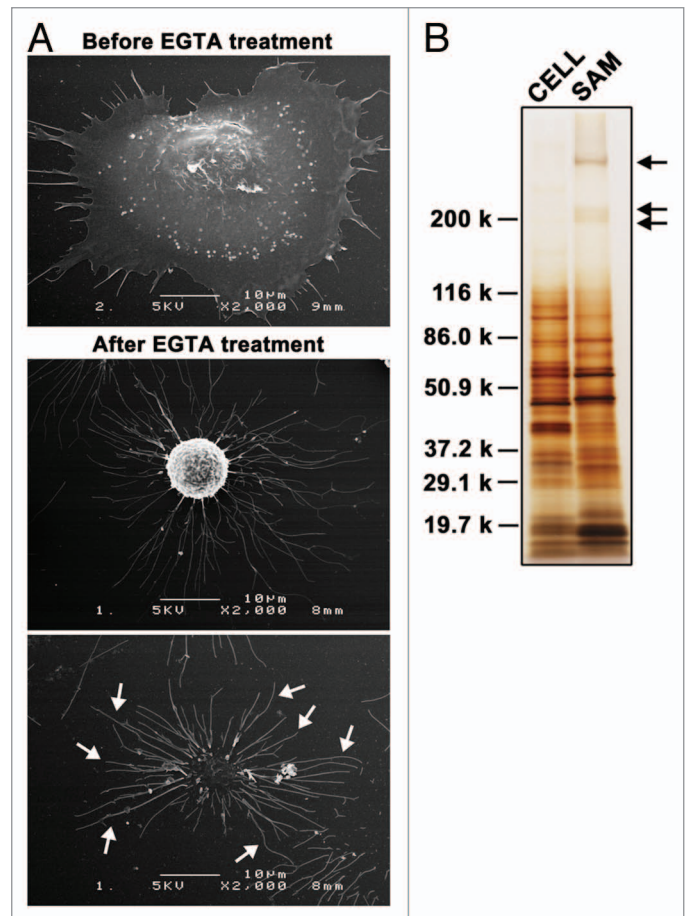 A
Before EGTA treatment
10µm
2. 5KV X2,000 9mm
After EGTA treatment
10µm
1. 5KV X2,000 8mm
10µm
1. 5KV X2,000 8mm
B
CELL
SAM
200 k
116 k
86.0 k
50.9 k
37.2 k
29.1 k
19.7 k